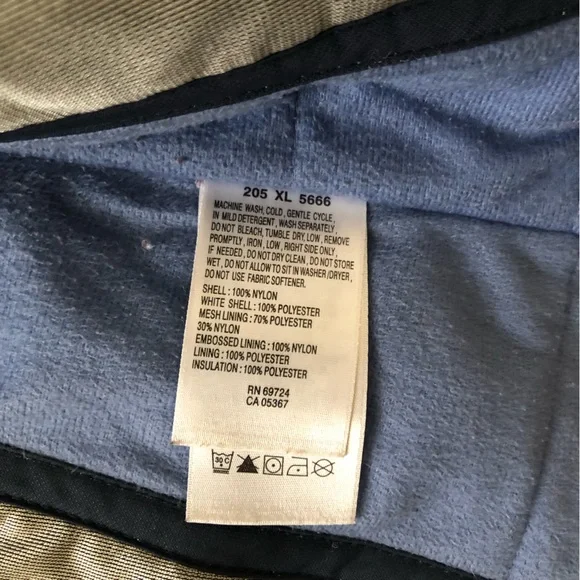 205 XL 5666
MACHINE WASH, COLD, GENTLE CYCLE,
IN MILD DETERGENT, WASH SEPARATELY,
DO NOT BLEACH, TUMBLE DRY, LOW, REMOVE
PROMPTLY, IRON, LOW, RIGHT SIDE ONLY,
IF NEEDED, DO NOT DRY CLEAN, DO NOT STORE
WET, DO NOT ALLOW TO SIT IN WASHER/DRYER,
DO NOT USE FABRIC SOFTENER.
SHELL: 100% NYLON
WHITE SHELL: 100% POLYESTER
MESH LINING: 70% POLYESTER
30% NYLON
EMBOSSED LINING: 100% NYLON
LINING: 100% POLYESTER
INSULATION: 100% POLYESTER
RN 69724
CA 05367
30 C